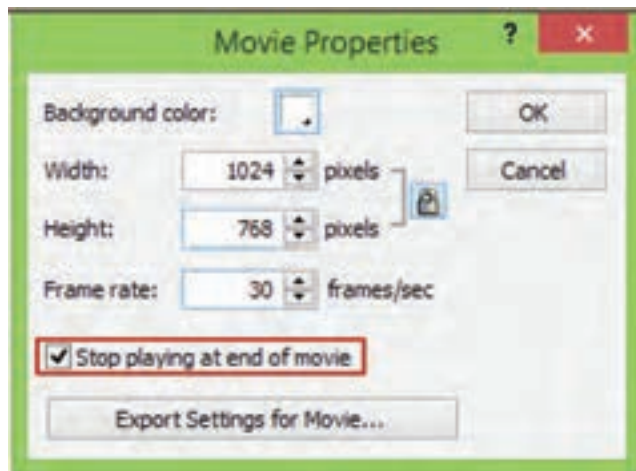 Movie Properties ? ×
Background color: OK
Width: 1024 pixels Cancel
Height: 768 pixels
Frame rate: 30 frames/sec
Stop playing at end of movie
Export Settings for Movie...